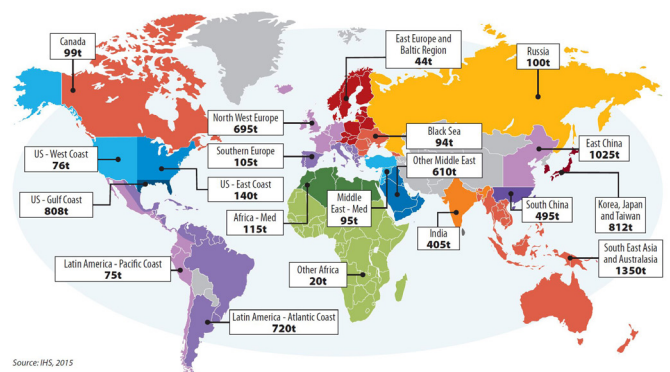 Canada
99t
East Europe and
Baltic Region
44t
Russia
100t
North West Europe
695t
Black Sea
94t
East China
1025t
Southern Europe
105t
Other Middle East
610t
US - West Coast
76t
US - East Coast
140t
US - Gulf Coast
808t
Africa - Med
115t
Middle
East - Med
95t
India
405t
South China
495t
Korea, Japan
and Taiwan
812t
South East Asia
and Australasia
1350t
Latin America - Pacific Coast
75t
Other Africa
20t
Latin America - Atlantic Coast
720t
Source: IHS, 2015